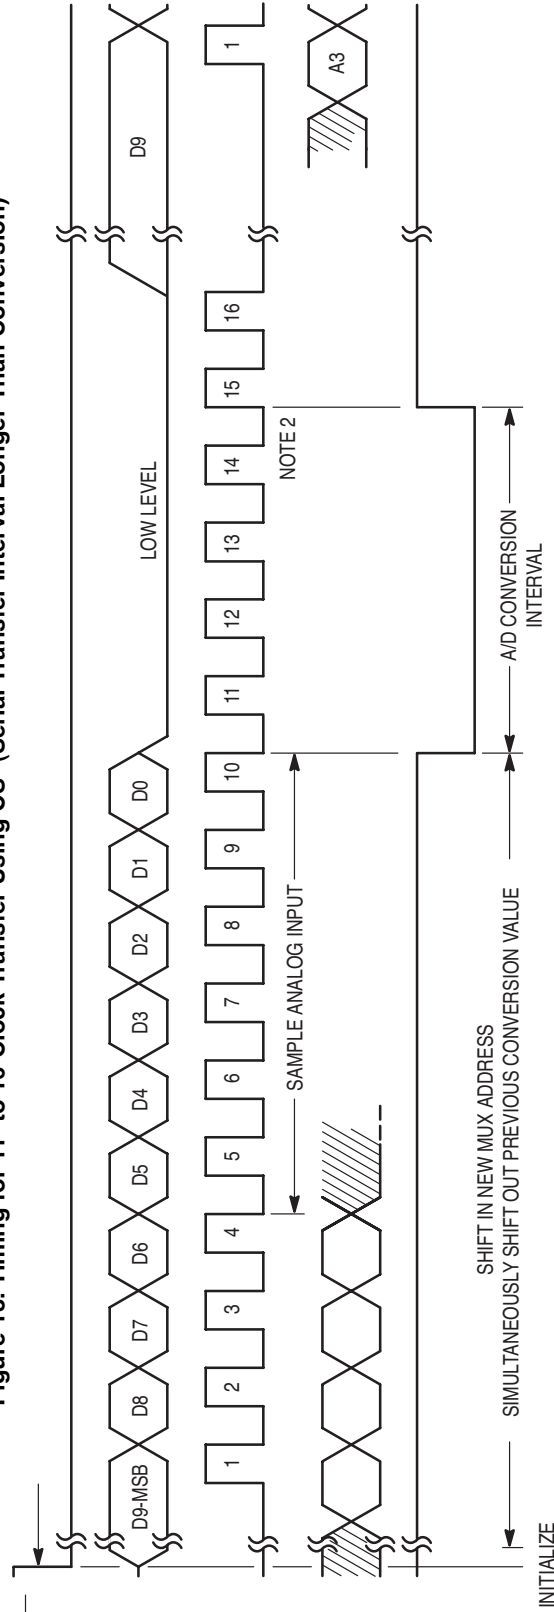 Timing for 11- to 16-Clock Transfer Using CS (Serial Transfer Interval Longer Than Conversion)
D9-MSB D8 D7 D6 D5 D4 D3 D2 D1 D0 LOW LEVEL D9
1 2 3 4 5 6 7 8 9 10 11 12 13 14 15 16 1
NOTE 2
SAMPLE ANALOG INPUT
A3
SHIFT IN NEW MUX ADDRESS
SIMULTANEOUSLY SHIFT OUT PREVIOUS CONVERSION VALUE
A/D CONVERSION
INTERVAL
INITIALIZE